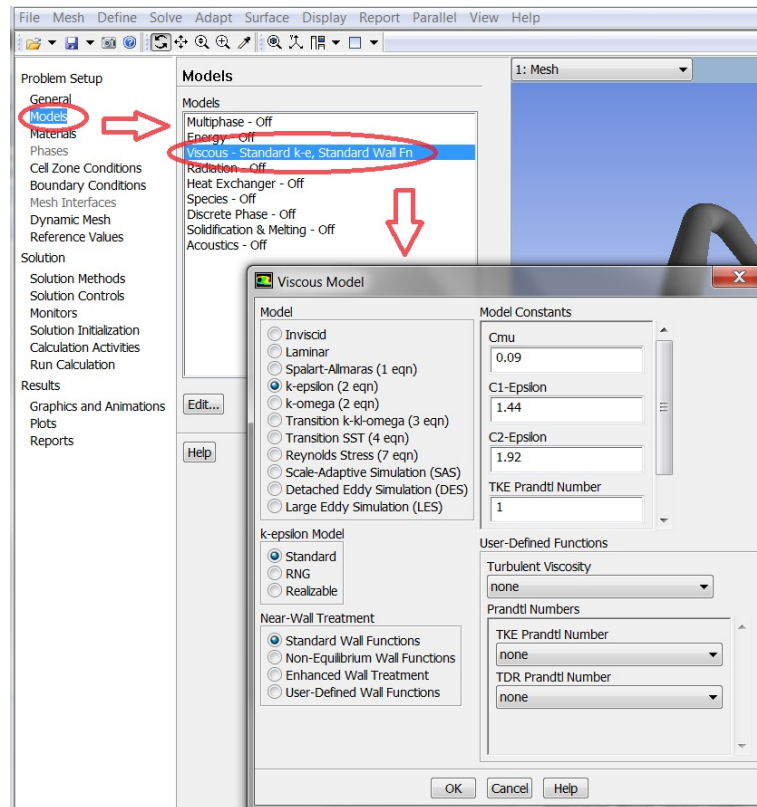 File Mesh Define Solve Adapt Surface Display Report Parallel View Help
Problem Setup
General
Models
Materials
Phases
Cell Zone Conditions
Boundary Conditions
Mesh Interfaces
Dynamic Mesh
Reference Values
Solution
Solution Methods
Solution Controls
Monitors
Solution Initialization
Calculation Activities
Run Calculation
Results
Graphics and Animations
Plots
Reports
Models
Models
Multiphase - Off
Energy - Off
Viscous - Standard k-e, Standard Wall Fn
Radiation - Off
Heat Exchanger - Off
Species - Off
Discrete Phase - Off
Solidification & Melting - Off
Acoustics - Off
Edit...
Help
1: Mesh
Viscous Model
Model
Inviscid
Laminar
Spalart-Allmaras (1 eqn)
k-epsilon (2 eqn)
k-omega (2 eqn)
Transition k-kl-omega (3 eqn)
Transition SST (4 eqn)
Reynolds Stress (7 eqn)
Scale-Adaptive Simulation (SAS)
Detached Eddy Simulation (DES)
Large Eddy Simulation (LES)
k-epsilon Model
Standard
RNG
Realizable
Near-Wall Treatment
Standard Wall Functions
Non-Equilibrium Wall Functions
Enhanced Wall Treatment
User-Defined Wall Functions
Model Constants
Cmu
0.09
C1-Epsilon
1.44
C2-Epsilon
1.92
TKE Prandtl Number
1
User-Defined Functions
Turbulent Viscosity
none
Prandtl Numbers
TKE Prandtl Number
none
TDR Prandtl Number
none
OK Cancel Help